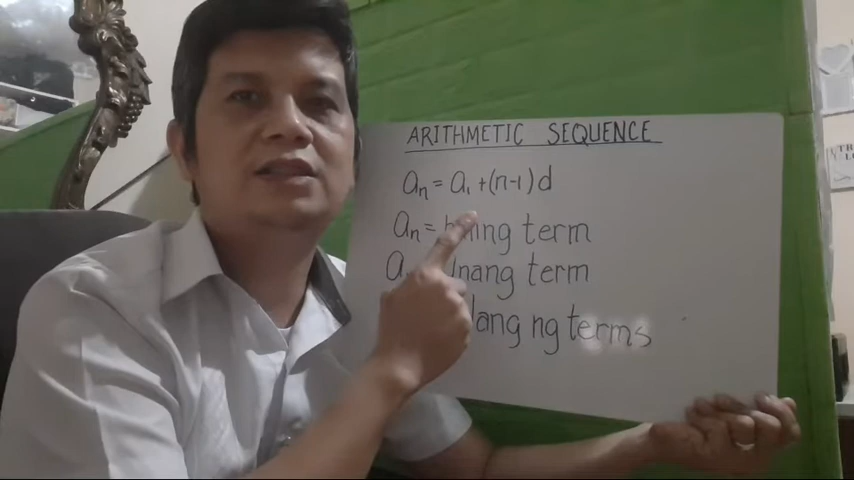 ARITHMETIC SEQUENCE
aₙ = a₁ + (n-1)d
aₙ = term
Unang term
ng terms